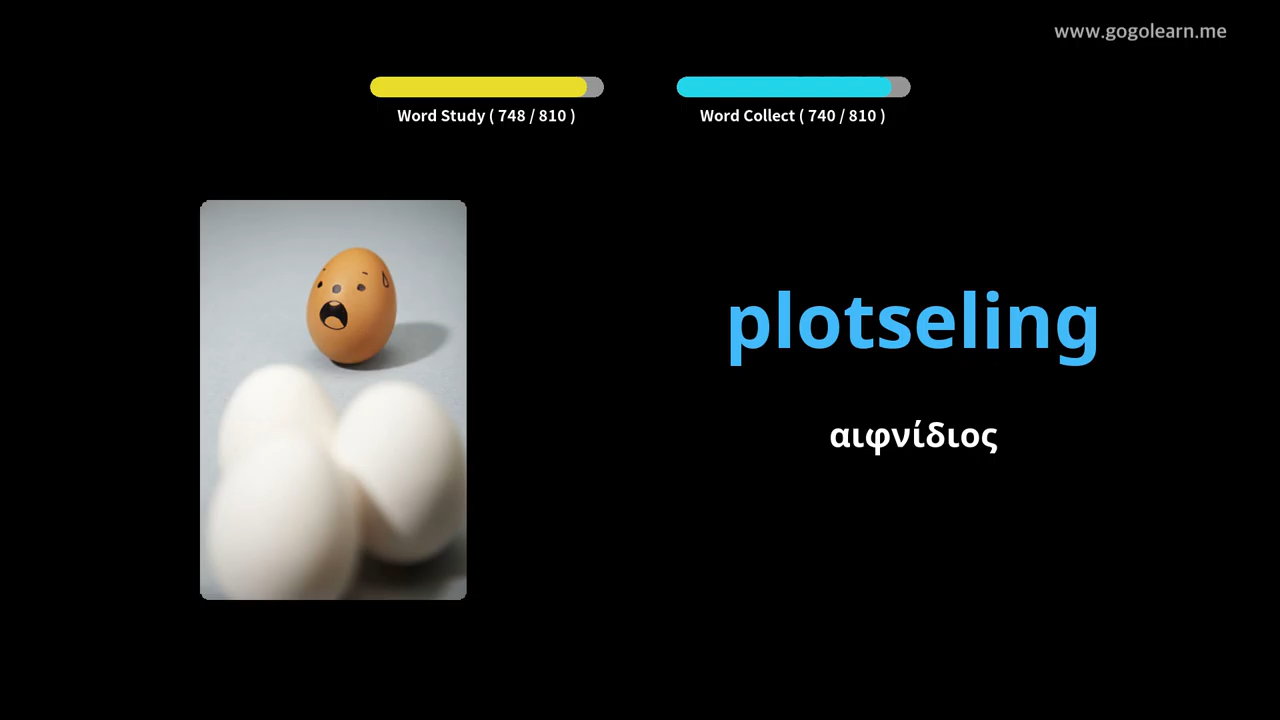 www.gogolearn.me
Word Study ( 748 / 810 )
Word Collect ( 740 / 810 )
plotseling
αιφνίδιος